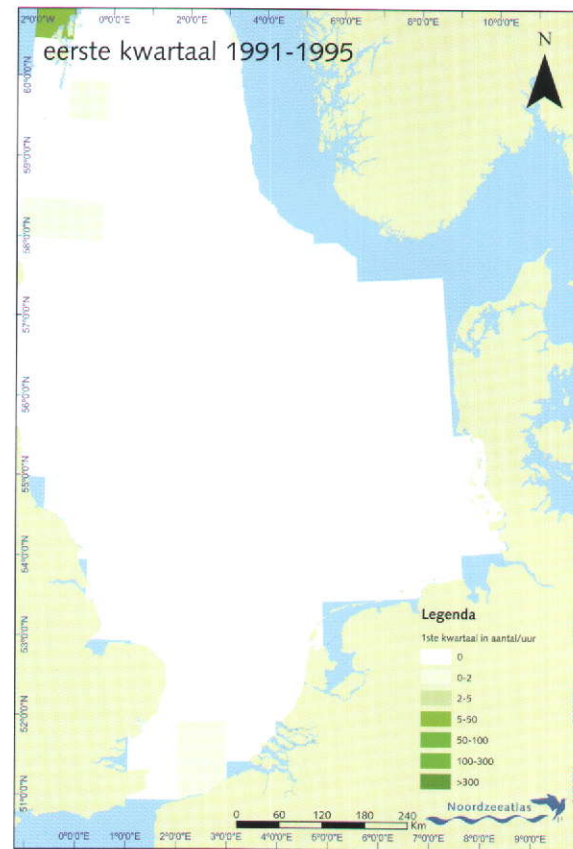 2°0'0"W 0°0'0" 2°0'0"E 4°0'0"E 6°0'0"E 8°0'0"E 10°0'0"E
eerste kwartaal 1991-1995
N
60°0'0"N
59°0'0"N
58°0'0"N
57°0'0"N
56°0'0"N
55°0'0"N
54°0'0"N
53°0'0"N
52°0'0"N
51°0'0"N
Legenda
1ste kwartaal in aantal/uur
0
0-2
2-5
5-50
50-100
100-300
>300
Noordzeeatlas
0 60 120 180 240
Km
0°0'0" 1°0'0"E 2°0'0"E 3°0'0"E 4°0'0"E 5°0'0"E 6°0'0"E 7°0'0"E 8°0'0"E 9°0'0"E